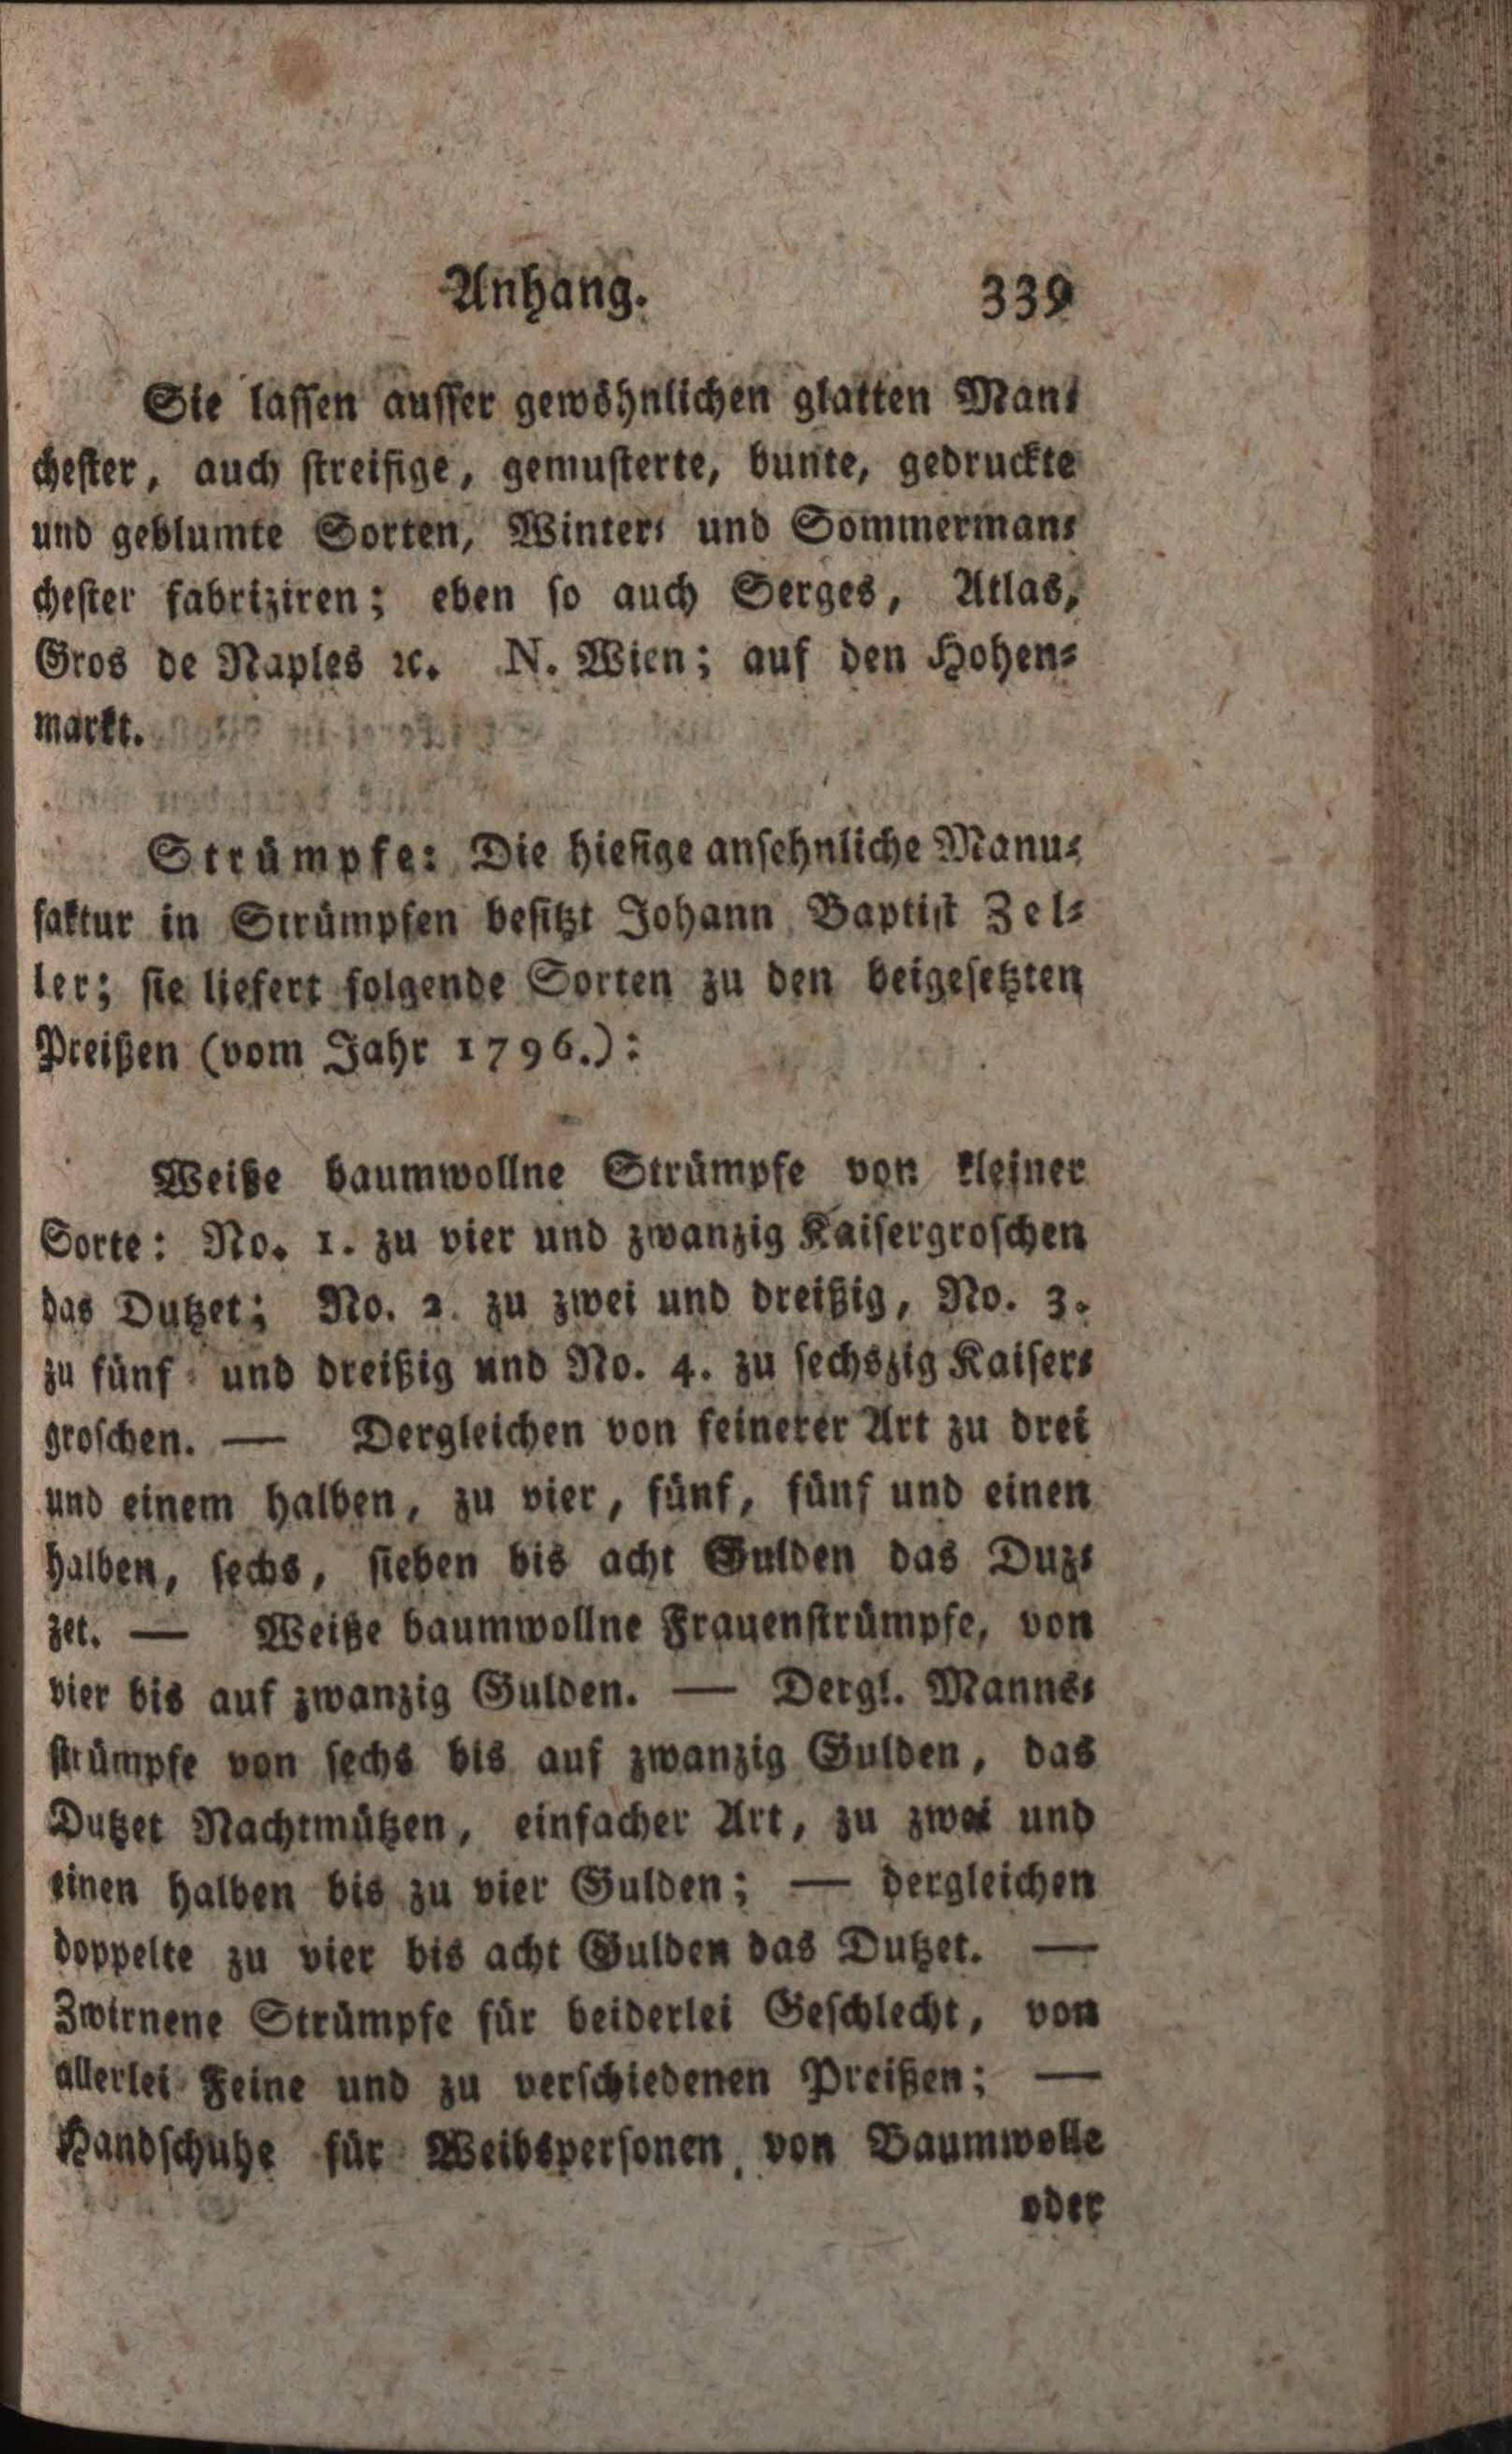 Anhang. 339
Sie lassen ausser gewöhnlichen glatten Man-
chester, auch streifige, gemusterte, bunte, gedruckte
und geblumte Sorten, Winter- und Sommerman-
chester fabriziren; eben so auch Serges, Atlas,
Gros de Naples ꝛc. N. Wien; auf den Hohen-
markt.
Strümpfe: Die hiesige ansehnliche Manu-
faktur in Strümpfen besitzt Johann Baptist Zel-
ler; sie liefert folgende Sorten zu den beigesetzten
Preißen (vom Jahr 1796.):
Weiße baumwollne Strümpfe von kleiner
Sorte: No. 1. zu vier und zwanzig Kaisergroschen
das Dutzet; No. 2. zu zwei und dreißig, No. 3.
zu fünf und dreißig und No. 4. zu sechszig Kaiser-
groschen. — Dergleichen von feinerer Art zu drei
und einem halben, zu vier, fünf, fünf und einen
halben, sechs, sieben bis acht Gulden das Duz-
zet. — Weiße baumwollne Frauenstrümpfe, von
vier bis auf zwanzig Gulden. — Dergl. Manns-
strümpfe von sechs bis auf zwanzig Gulden, das
Dutzet Nachtmützen, einfacher Art, zu zwei und
einen halben bis zu vier Gulden; — dergleichen
doppelte zu vier bis acht Gulden das Dutzet. —
Zwirnene Strümpfe für beiderlei Geschlecht, von
allerlei Feine und zu verschiedenen Preißen; —
Handschuhe für Weibspersonen, von Baumwolle
oder